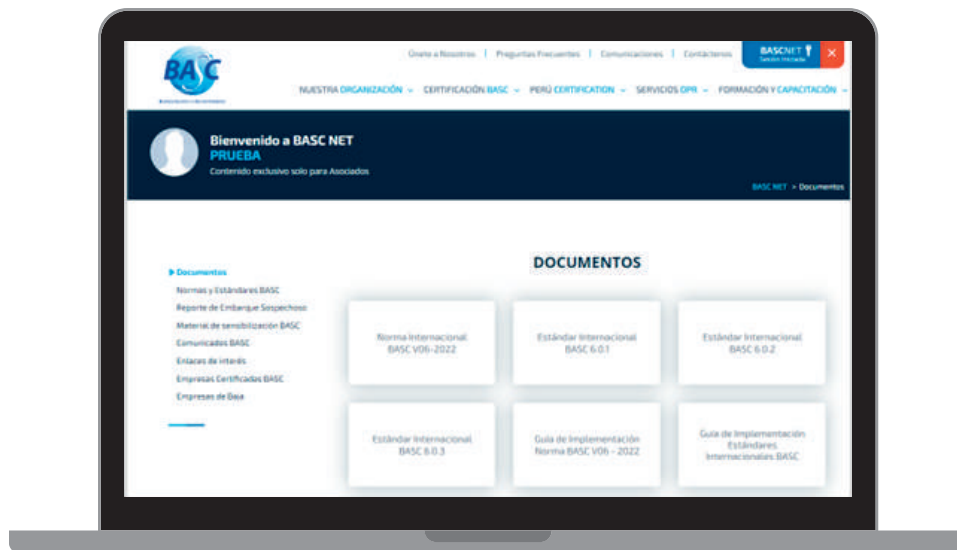 BASC
Únete a Nosotros | Preguntas Frecuentes | Comunicaciones | Contáctenos
BASCNET
Sesión Iniciada
×
NUESTRA ORGANIZACIÓN CERTIFICACIÓN BASC PERÚ CERTIFICATION SERVICIOS OPR FORMACIÓN Y CAPACITACIÓN
Bienvenido a BASC NET
PRUEBA
Contenido exclusivo solo para Asociados
BASC NET > Documentos
Documentos
Normas y Estándares BASC
Reporte de Embarque Sospechoso
Material de sensibilización BASC
Comunicados BASC
Enlaces de interés
Empresas Certificadas BASC
Empresas de Baja
DOCUMENTOS
Norma Internacional
BASC V06-2022
Estándar Internacional
BASC 6.0.1
Estándar Internacional
BASC 6.0.2
Estándar Internacional
BASC 6.0.3
Guía de Implementación
Norma BASC V06 - 2022
Guía de Implementación
Estándares
Internacionales BASC